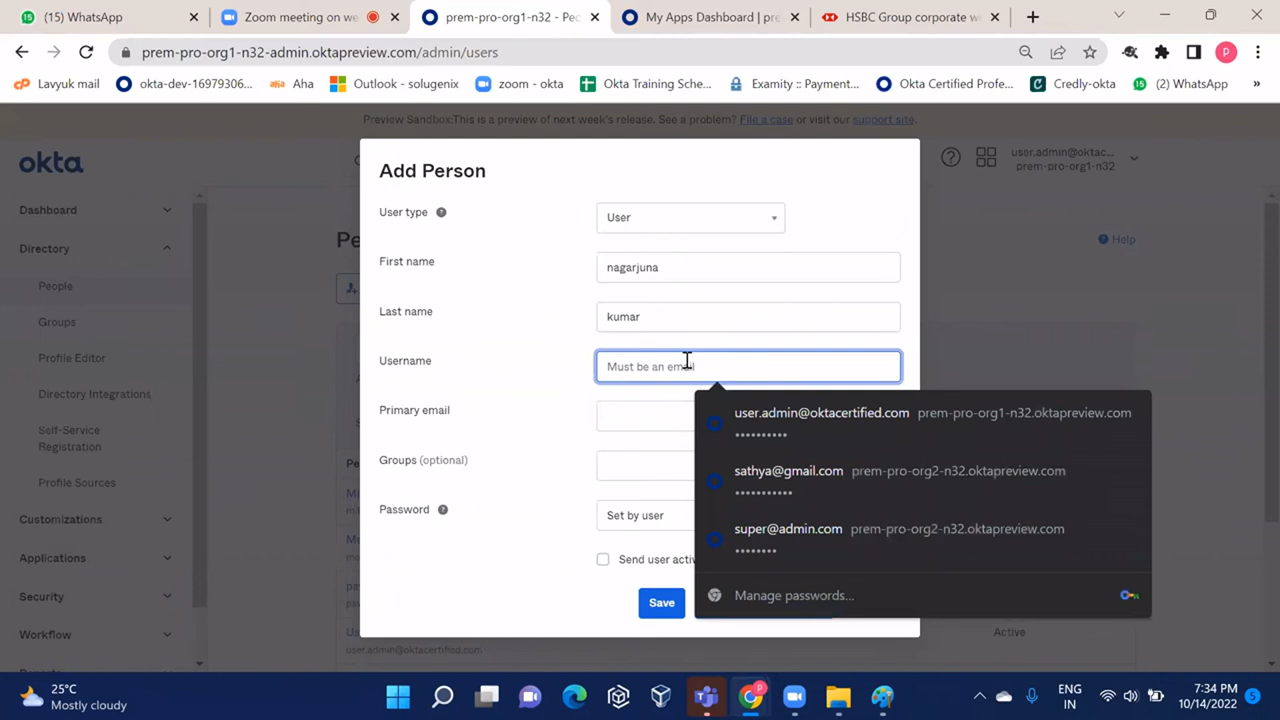 (15) WhatsApp
Zoom meeting on we
prem-pro-org1-n32 - Peo
My Apps Dashboard | pre
HSBC Group corporate w
prem-pro-org1-n32-admin.oktapreview.com/admin/users
P
Lavyuk mail
okta-dev-16979306...
Aha
Outlook - solugenix
zoom - okta
Okta Training Sche...
Examity :: Payment...
Okta Certified Profe...
Credly-okta
(2) WhatsApp
»
Preview Sandbox:This is a preview of next week's release. See a problem? File a case or visit our support site.
okta
user.admin@oktac...
prem-pro-org1-n32
Dashboard
Directory
People
Groups
Profile Editor
Directory Integrations
Self-Service
Registration
Profile Sources
Customizations
Applications
Security
Workflow
Help
Add Person
User type
User
First name
nagarjuna
Last name
kumar
Username
Must be an email
Primary email
Groups (optional)
Password
Set by user
Send user activ
Save
user.admin@oktacertified.com prem-pro-org1-n32.oktapreview.com
••••••••••
sathya@gmail.com prem-pro-org2-n32.oktapreview.com
•••••••••••
super@admin.com prem-pro-org2-n32.oktapreview.com
••••••••
Manage passwords...
Active
user.admin@oktacertified.com
25°C
Mostly cloudy
ENG
IN
7:34 PM
10/14/2022
5